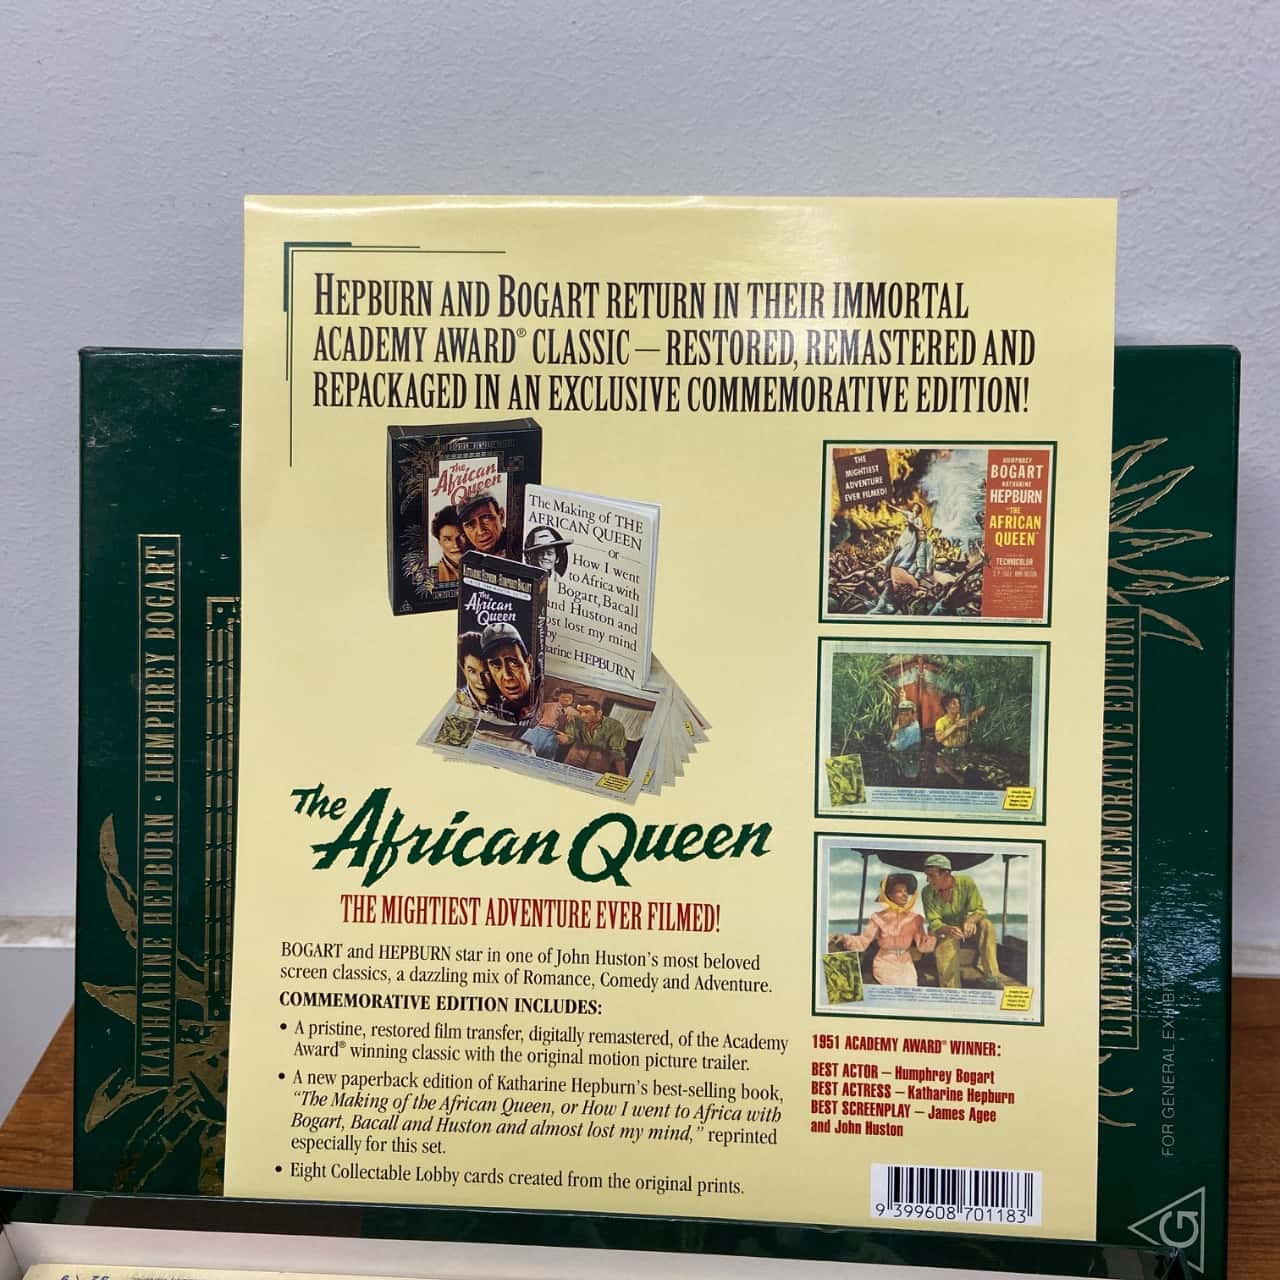 HEPBURN AND BOGART RETURN IN THEIR IMMORTAL
ACADEMY AWARD® CLASSIC – RESTORED, REMASTERED AND
REPACKAGED IN AN EXCLUSIVE COMMEMORATIVE EDITION!
The
African
Queen
The Making of THE
AFRICAN QUEEN
or
How I went
to Africa with
Bogart, Bacall
and Huston and
ost lost my mind
by
arine HEPBURN
KATHARINE HEPBURN · HUMPHREY BOGART
The
African
Queen
THE
MIGHTIEST
ADVENTURE
EVER FILMED!
HUMPHREY
BOGART
KATHARINE
HEPBURN
"THE
AFRICAN
QUEEN"
TECHNICOLOR
The African Queen
THE MIGHTIEST ADVENTURE EVER FILMED!
BOGART and HEPBURN star in one of John Huston's most beloved
screen classics, a dazzling mix of Romance, Comedy and Adventure.
COMMEMORATIVE EDITION INCLUDES:
• A pristine, restored film transfer, digitally remastered, of the Academy
Award® winning classic with the original motion picture trailer.
• A new paperback edition of Katharine Hepburn's best-selling book,
"The Making of the African Queen, or How I went to Africa with
Bogart, Bacall and Huston and almost lost my mind," reprinted
especially for this set.
• Eight Collectable Lobby cards created from the original prints.
1951 ACADEMY AWARD® WINNER:
BEST ACTOR – Humphrey Bogart
BEST ACTRESS – Katharine Hepburn
BEST SCREENPLAY – James Agee
and John Huston
9 399608 701183
KATHARINE HEPBURN · HUMPHREY BOGART
LIMITED COMMEMORATIVE EDITION
FOR GENERAL EXHIBIT
G